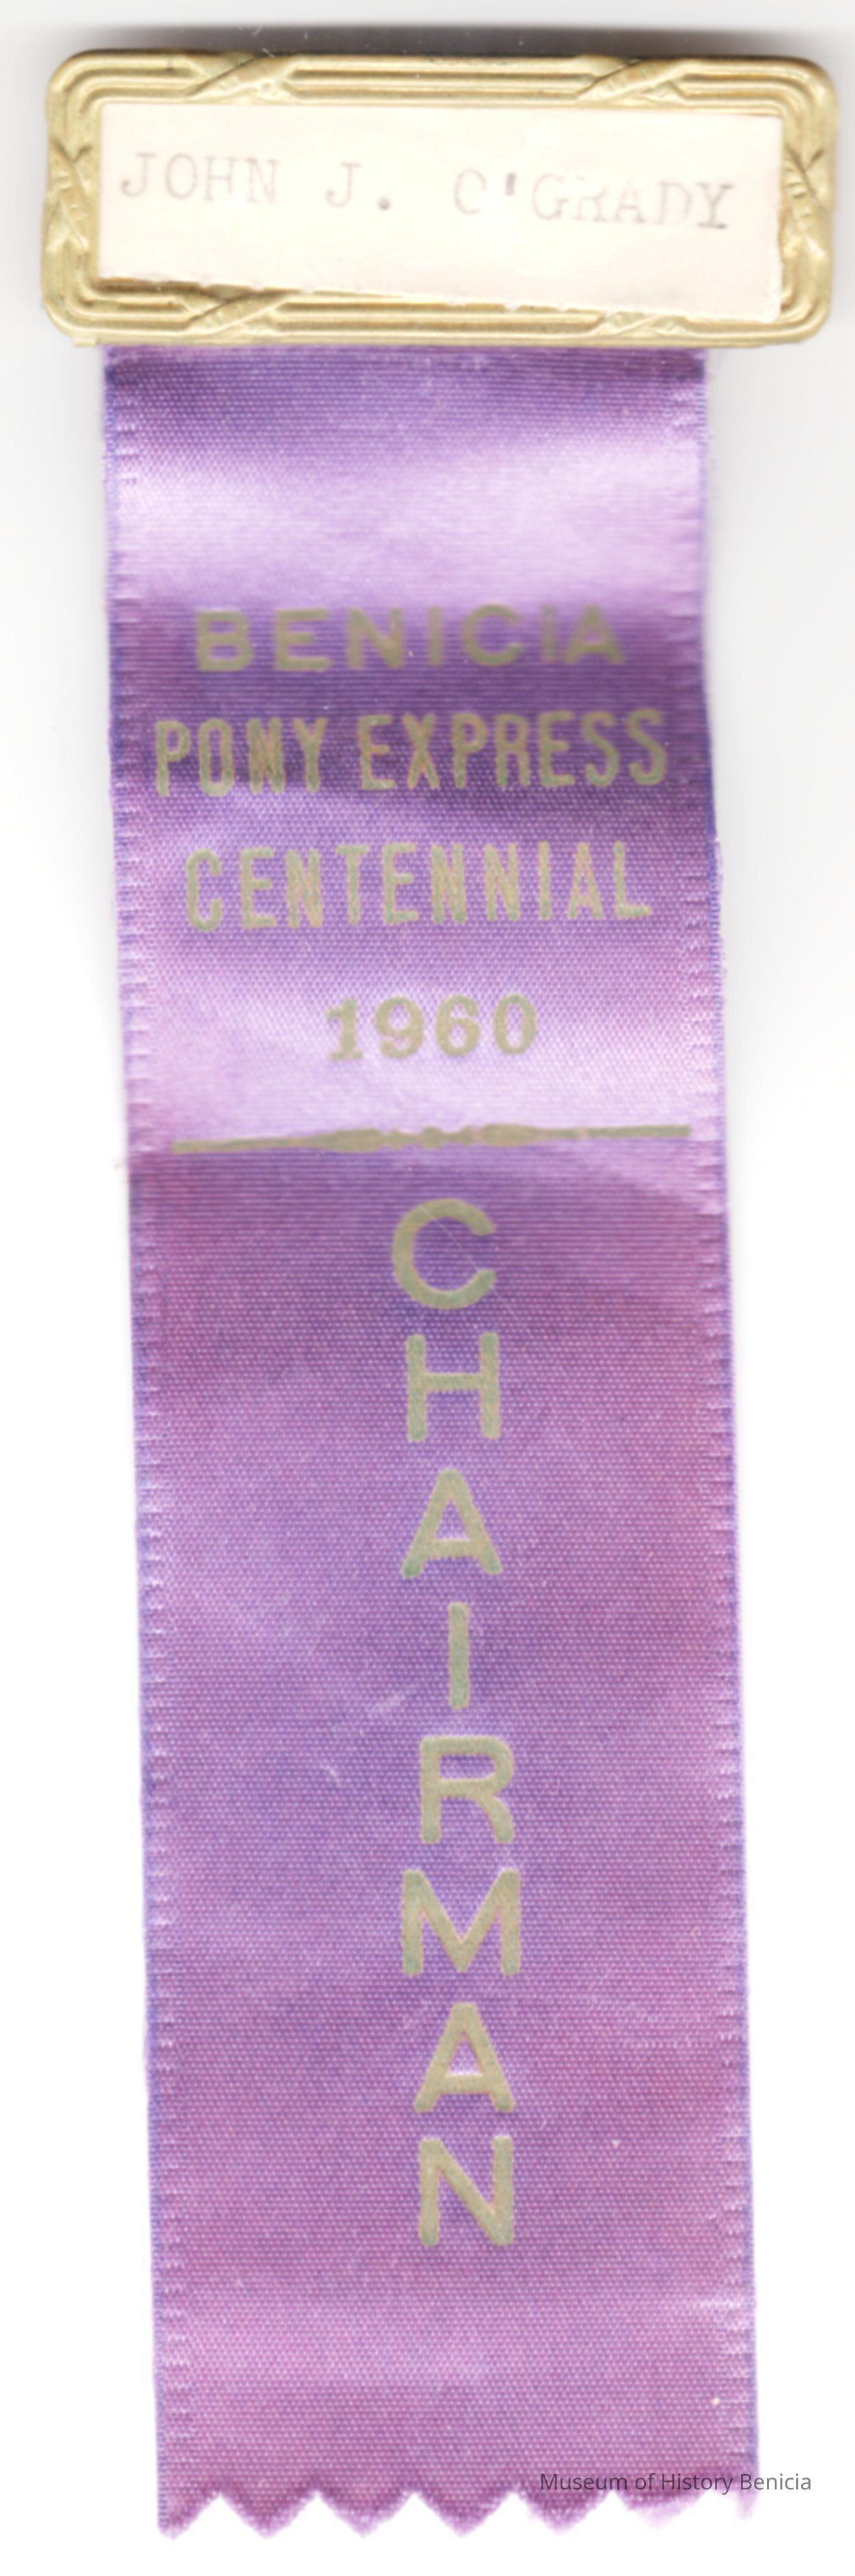 JOHN J. O'GRADY
BENICIA
PONY EXPRESS
CENTENNIAL
1960
CHAIRMAN
Museum of History Benicia